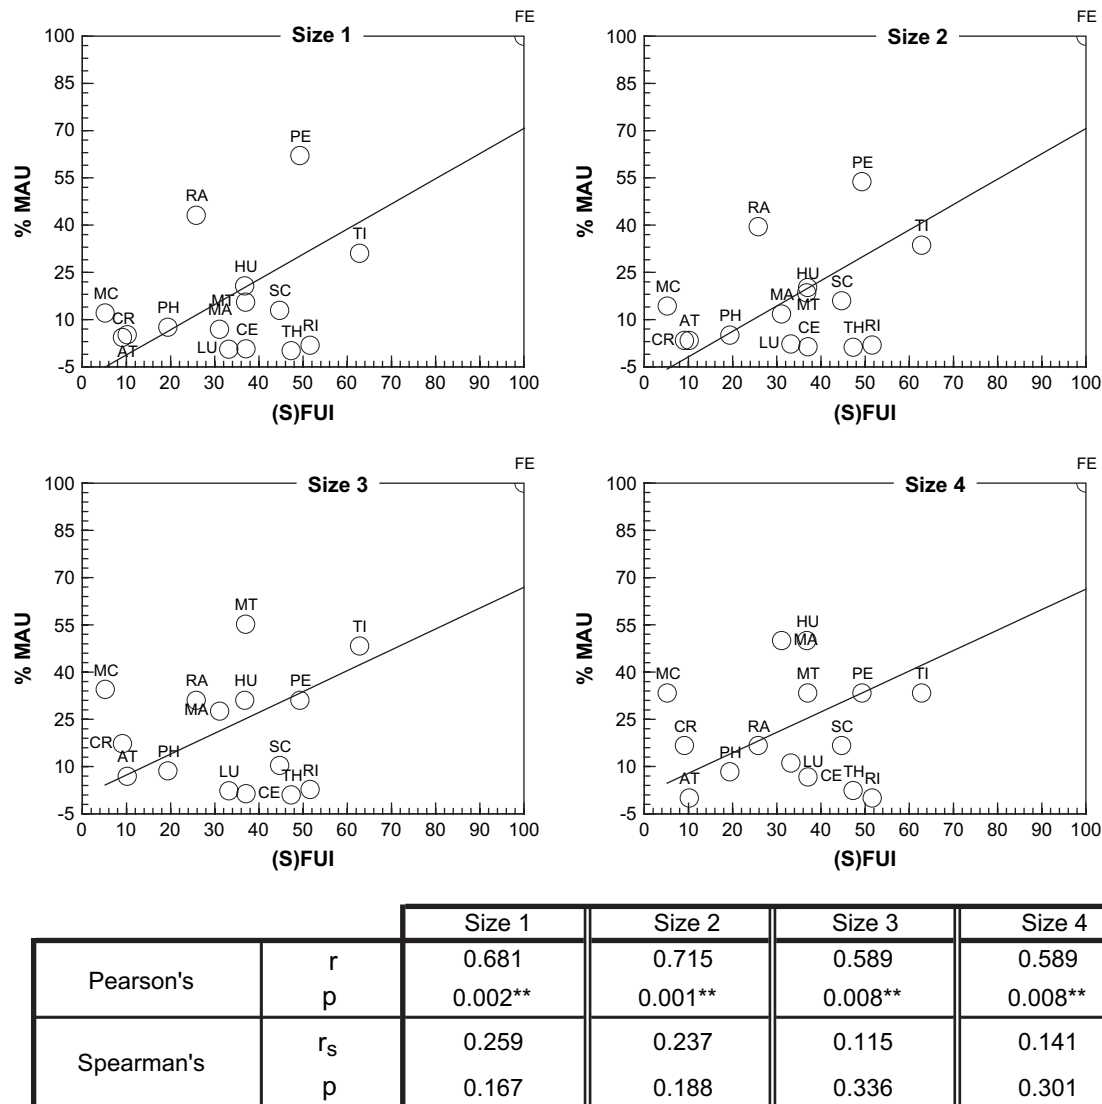 FE
100
Size 1
85
PE
70
% MAU
55
RA
40
TI
HU
25
SC
MC
MT
MA
PH
CR
10
CE
TH
RI
LU
AT
-5
0 10 20 30 40 50 60 70 80 90 100
(S)FUI
FE
100
Size 2
85
70
PE
% MAU
55
RA
40
TI
HU
25
SC
MC
MA
MT
AT
PH
10
CE
TH
RI
CR
LU
-5
0 10 20 30 40 50 60 70 80 90 100
(S)FUI
FE
100
Size 3
85
70
MT
% MAU
55
TI
MC
RA
HU
PE
40
MA
25
CR
AT
PH
SC
10
LU
CE
TH
RI
-5
0 10 20 30 40 50 60 70 80 90 100
(S)FUI
FE
100
Size 4
85
70
HU
% MAU
55
MA
MC
MT
PE
TI
40
25
CR
RA
SC
PH
10
LU
AT
CE
TH
RI
-5
0 10 20 30 40 50 60 70 80 90 100
(S)FUI
Size 1 Size 2 Size 3 Size 4
Pearson's r 0.681 0.715 0.589 0.589
p 0.002** 0.001** 0.008** 0.008**
Spearman's rs 0.259 0.237 0.115 0.141
p 0.167 0.188 0.336 0.301